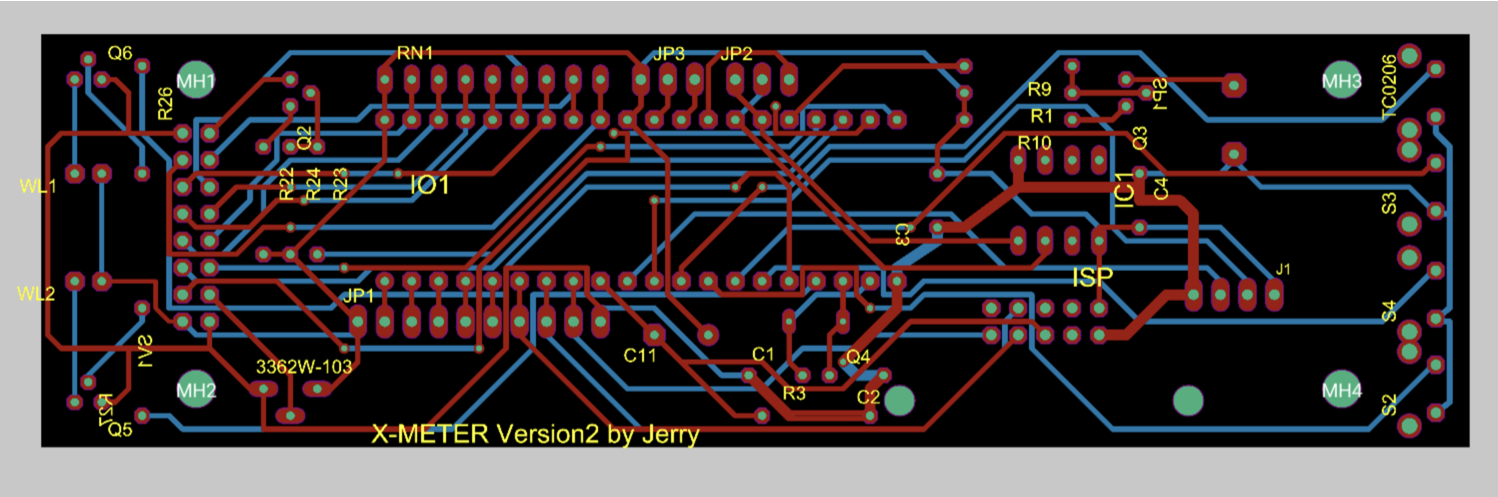 Q6
RN1
JP3
JP2
MH1
MH3
R26
R9
SP1
TC0206
R1
Q2
Q3
R10
WL1
R22
R24
R23
IO1
IC1
C4
S3
C3
WL2
JP1
ISP
J1
S4
SV1
C11
C1
Q4
3362W-103
MH2
R3
C2
MH4
S2
R27
Q5
X-METER Version2 by Jerry